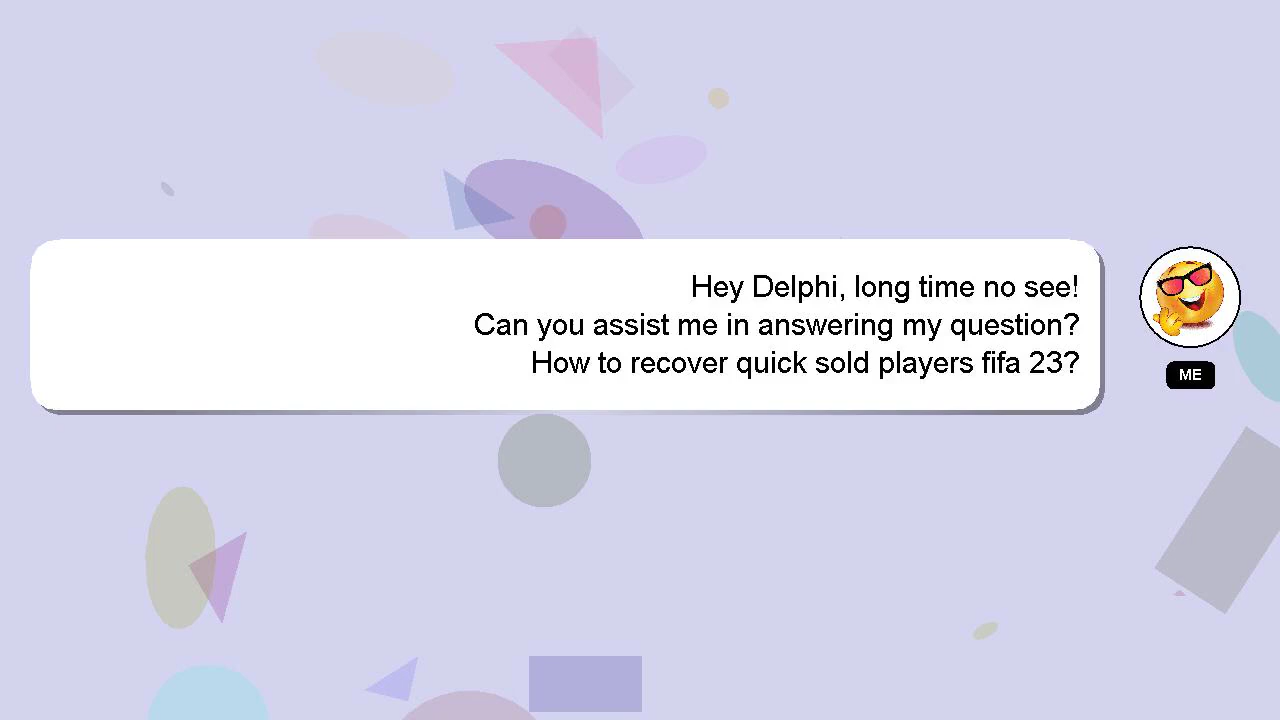 Hey Delphi, long time no see!
Can you assist me in answering my question?
How to recover quick sold players fifa 23?
ME